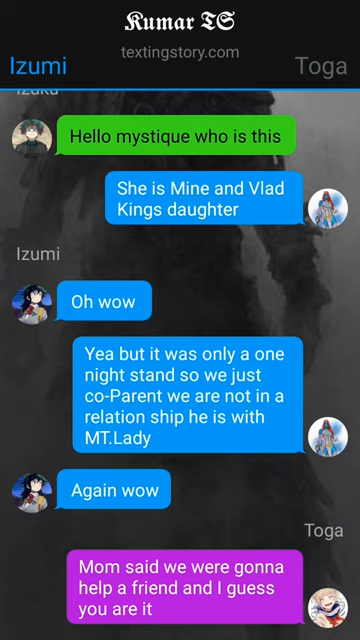 Kumar TS
textingstory.com
Izumi
Toga
Izuku
Hello mystique who is this
She is Mine and Vlad
Kings daughter
Izumi
Oh wow
Yea but it was only a one
night stand so we just
co-Parent we are not in a
relation ship he is with
MT.Lady
Again wow
Toga
Mom said we were gonna
help a friend and I guess
you are it